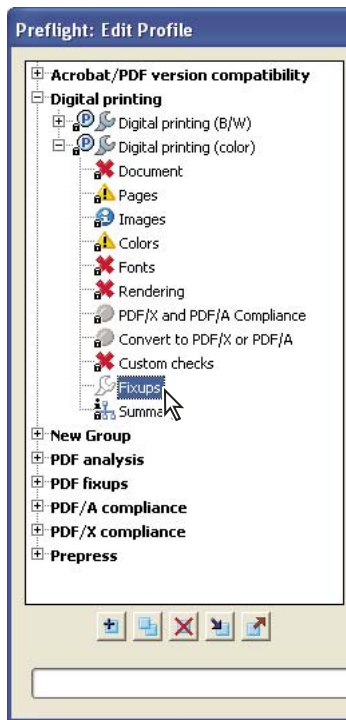 Preflight: Edit Profile
Acrobat/PDF version compatibility
Digital printing
Digital printing (B/W)
Digital printing (color)
Document
Pages
Images
Colors
Fonts
Rendering
PDF/X and PDF/A Compliance
Convert to PDF/X or PDF/A
Custom checks
Fixups
Summa
New Group
PDF analysis
PDF fixups
PDF/A compliance
PDF/X compliance
Prepress